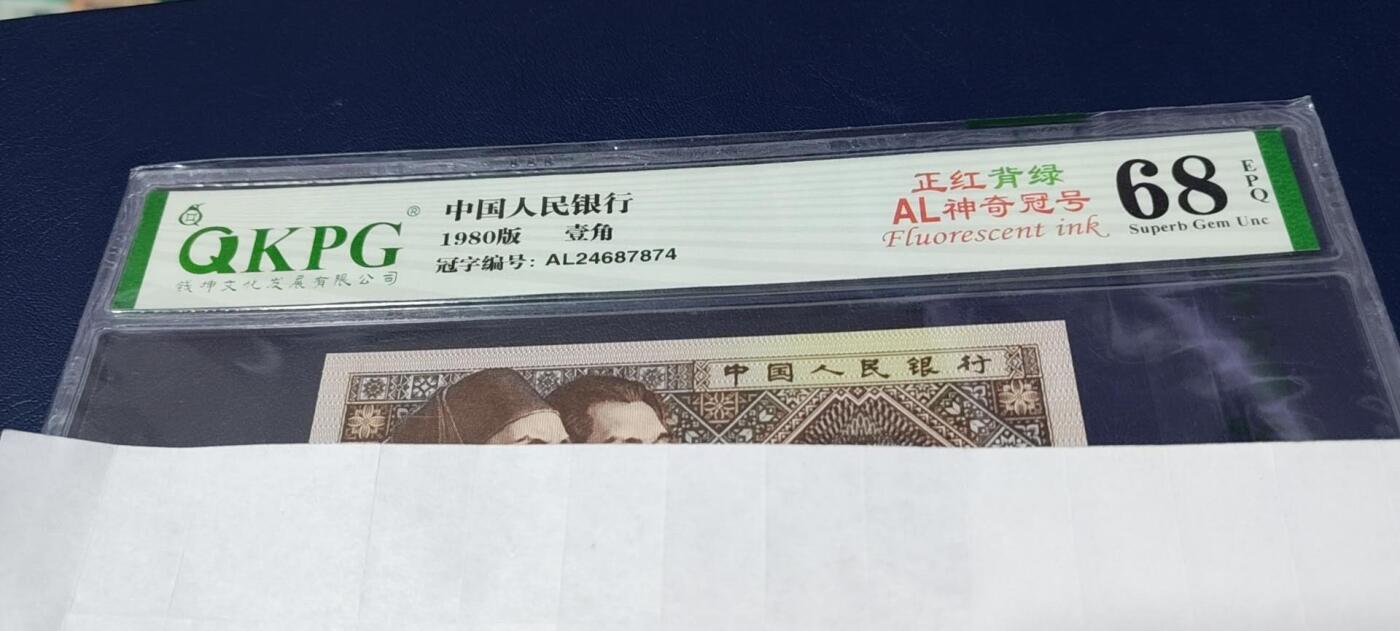 QKPG®
钱坤文化发展有限公司
中国人民银行
1980版 壹角
冠字编号: AL24687874
正红背绿
AL神奇冠号
Fluorescent ink
68
EPQ
Superb Gem Unc
中国人民银行